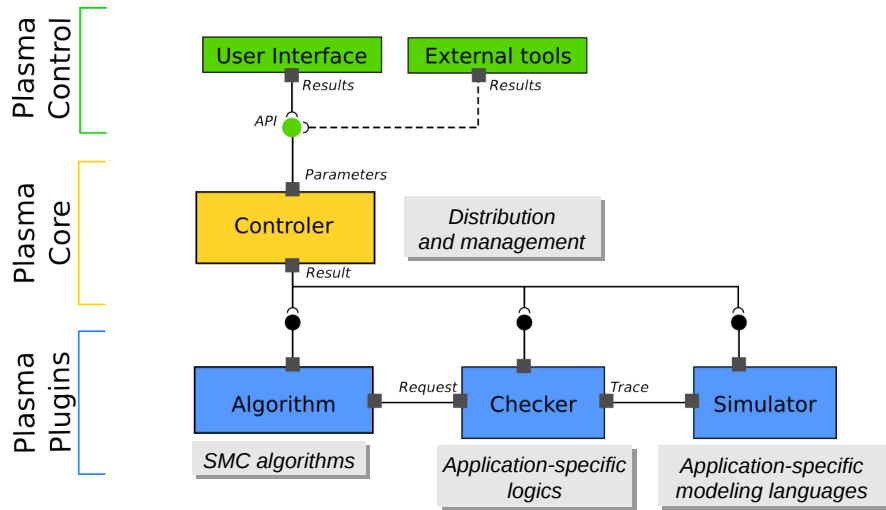 Plasma
Control
User Interface
External tools
Results
Results
API
Plasma
Core
Parameters
Controler
Distribution
and management
Result
Plasma
Plugins
Algorithm
Request
Checker
Trace
Simulator
SMC algorithms
Application-specific
logics
Application-specific
modeling languages